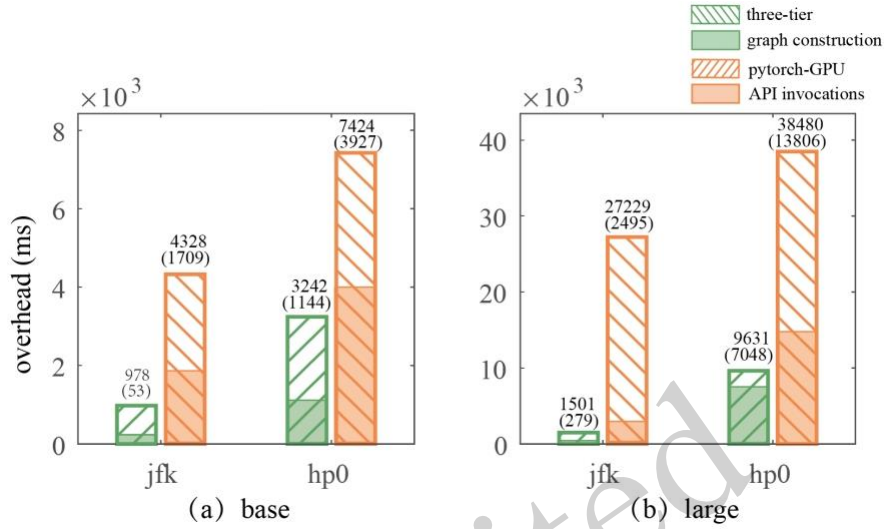 three-tier
graph construction
pytorch-GPU
API invocations
×10³
8
6
4
2
0
overhead (ms)
978
(53)
4328
(1709)
3242
(1144)
7424
(3927)
jfk
hp0
(a) base
×10³
40
30
20
10
0
1501
(279)
27229
(2495)
9631
(7048)
38480
(13806)
jfk
hp0
(b) large